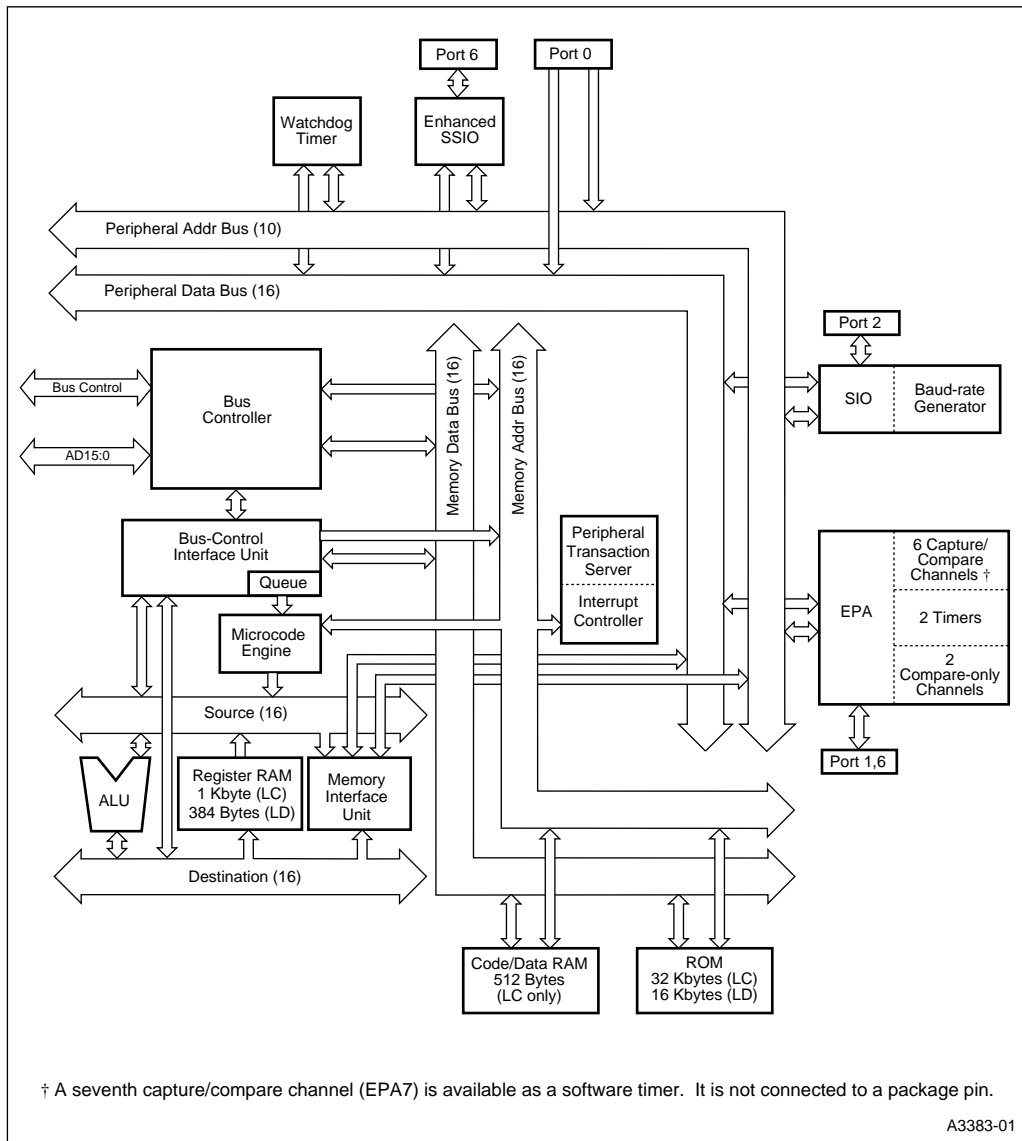 Port 6
Port 0
Watchdog
Timer
Enhanced
SSIO
Peripheral Addr Bus (10)
Peripheral Data Bus (16)
Port 2
SIO
Baud-rate
Generator
Bus Control
Bus
Controller
AD15:0
Memory Data Bus (16)
Memory Addr Bus (16)
Bus-Control
Interface Unit
Queue
Peripheral
Transaction
Server
Interrupt
Controller
EPA
6 Capture/
Compare
Channels †
2 Timers
2
Compare-only
Channels
Microcode
Engine
Source (16)
Port 1,6
ALU
Register RAM
1 Kbyte (LC)
384 Bytes (LD)
Memory
Interface
Unit
Destination (16)
Code/Data RAM
512 Bytes
(LC only)
ROM
32 Kbytes (LC)
16 Kbytes (LD)
† A seventh capture/compare channel (EPA7) is available as a software timer. It is not connected to a package pin.
A3383-01